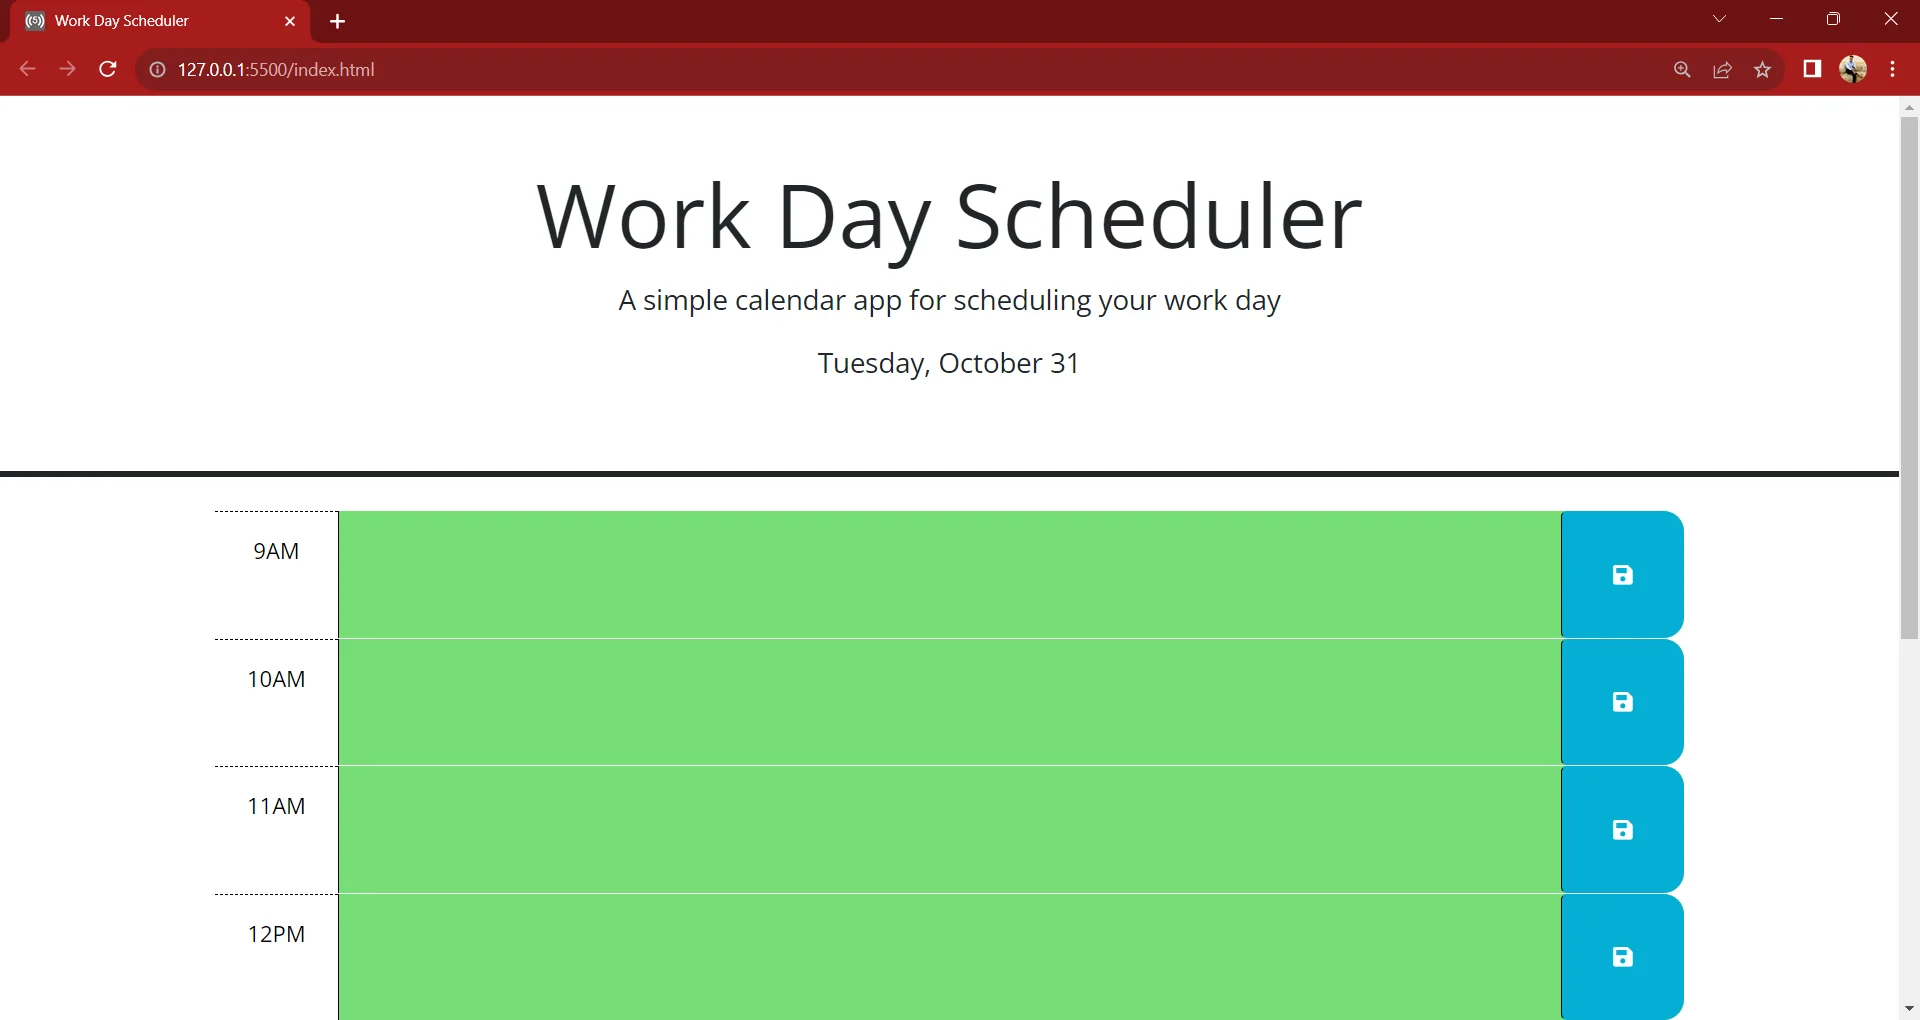 Work Day Scheduler
127.0.0.1:5500/index.html
Work Day Scheduler
A simple calendar app for scheduling your work day
Tuesday, October 31
9AM
10AM
11AM
12PM